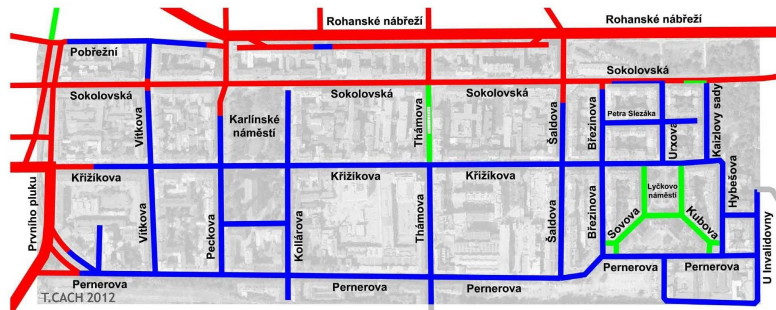 Rohanské nábřeží
Rohanské nábřeží
Pobřežní
Sokolovská
Sokolovská
Sokolovská
Sokolovská
Vítkova
Karlínské
náměstí
Thámova
Šaldova
Březinova
Petra Slezáka
Urxova
Kaizlovy sady
Křižíkova
Křižíkova
Křižíkova
Prvního pluku
Vítkova
Peckova
Kollárova
Thámova
Šaldova
Březinova
Sovova
Lyčkovo
náměstí
Kubova
Hybešova
U Invalidovny
Pernerova
Pernerova
Pernerova
Pernerova
Pernerova
T.CACH 2012